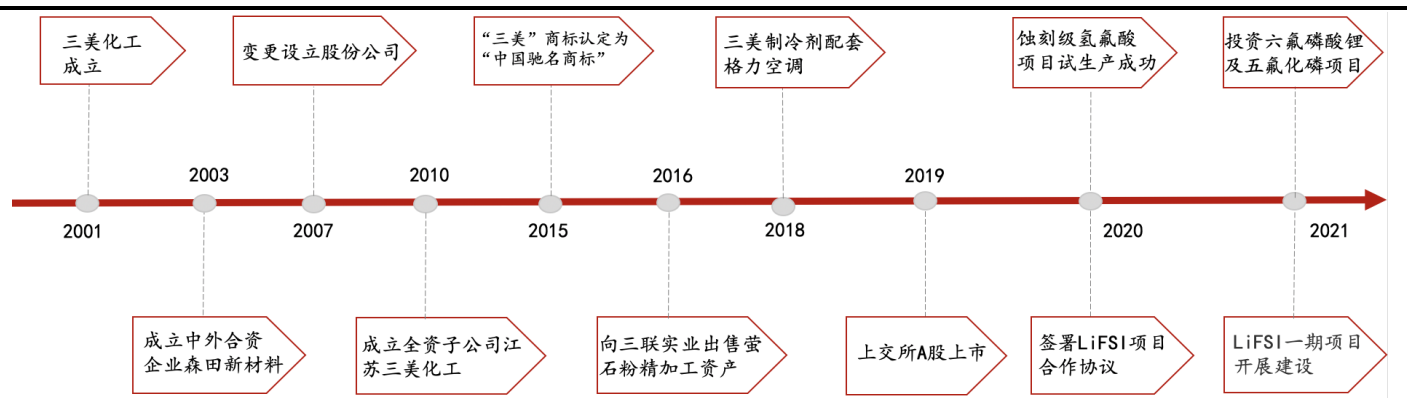 三美化工
成立
变更设立股份公司
“三美”商标认定为
“中国驰名商标”
三美制冷剂配套
格力空调
蚀刻级氢氟酸
项目试生产成功
投资六氟磷酸锂
及五氟化磷项目
2003
2010
2016
2019
2001
2007
2015
2018
2020
2021
成立中外合资
企业森田新材料
成立全资子公司江
苏三美化工
向三联实业出售萤
石粉精加工资产
上交所A股上市
签署LiFSI项目
合作协议
LiFSI一期项目
开展建设